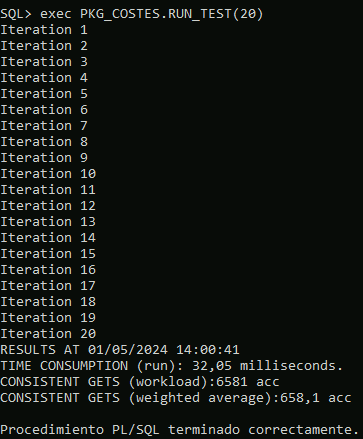 SQL> exec PKG_COSTES.RUN_TEST(20)
Iteration 1
Iteration 2
Iteration 3
Iteration 4
Iteration 5
Iteration 6
Iteration 7
Iteration 8
Iteration 9
Iteration 10
Iteration 11
Iteration 12
Iteration 13
Iteration 14
Iteration 15
Iteration 16
Iteration 17
Iteration 18
Iteration 19
Iteration 20
RESULTS AT 01/05/2024 14:00:41
TIME CONSUMPTION (run): 32,05 milliseconds.
CONSISTENT GETS (workload):6581 acc
CONSISTENT GETS (weighted average):658,1 acc
Procedimiento PL/SQL terminado correctamente.